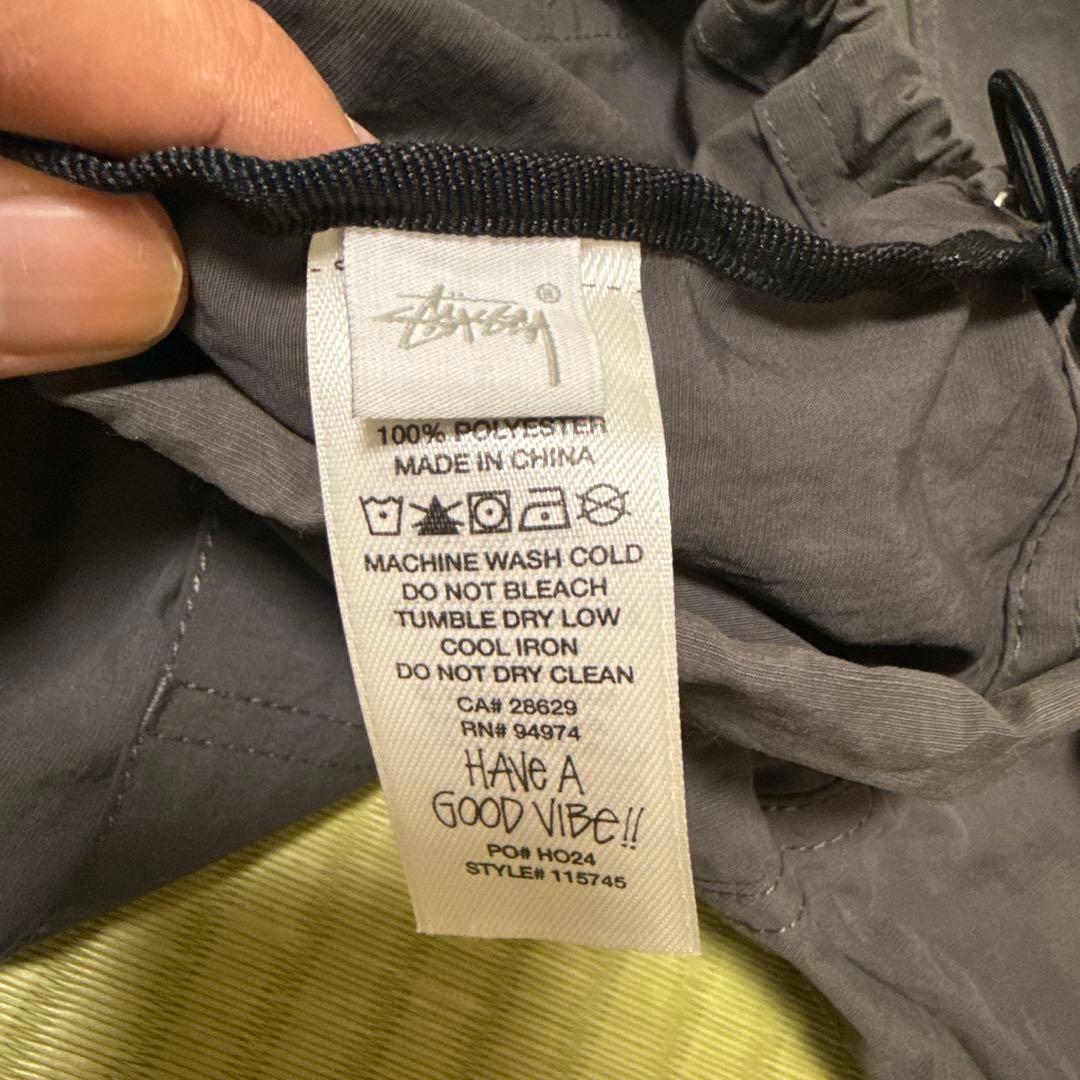 Stüssy ®
100% POLYESTER
MADE IN CHINA
MACHINE WASH COLD
DO NOT BLEACH
TUMBLE DRY LOW
COOL IRON
DO NOT DRY CLEAN
CA# 28629
RN# 94974
HAVE A
GOOD VIBE!!
PO# HO24
STYLE# 115745